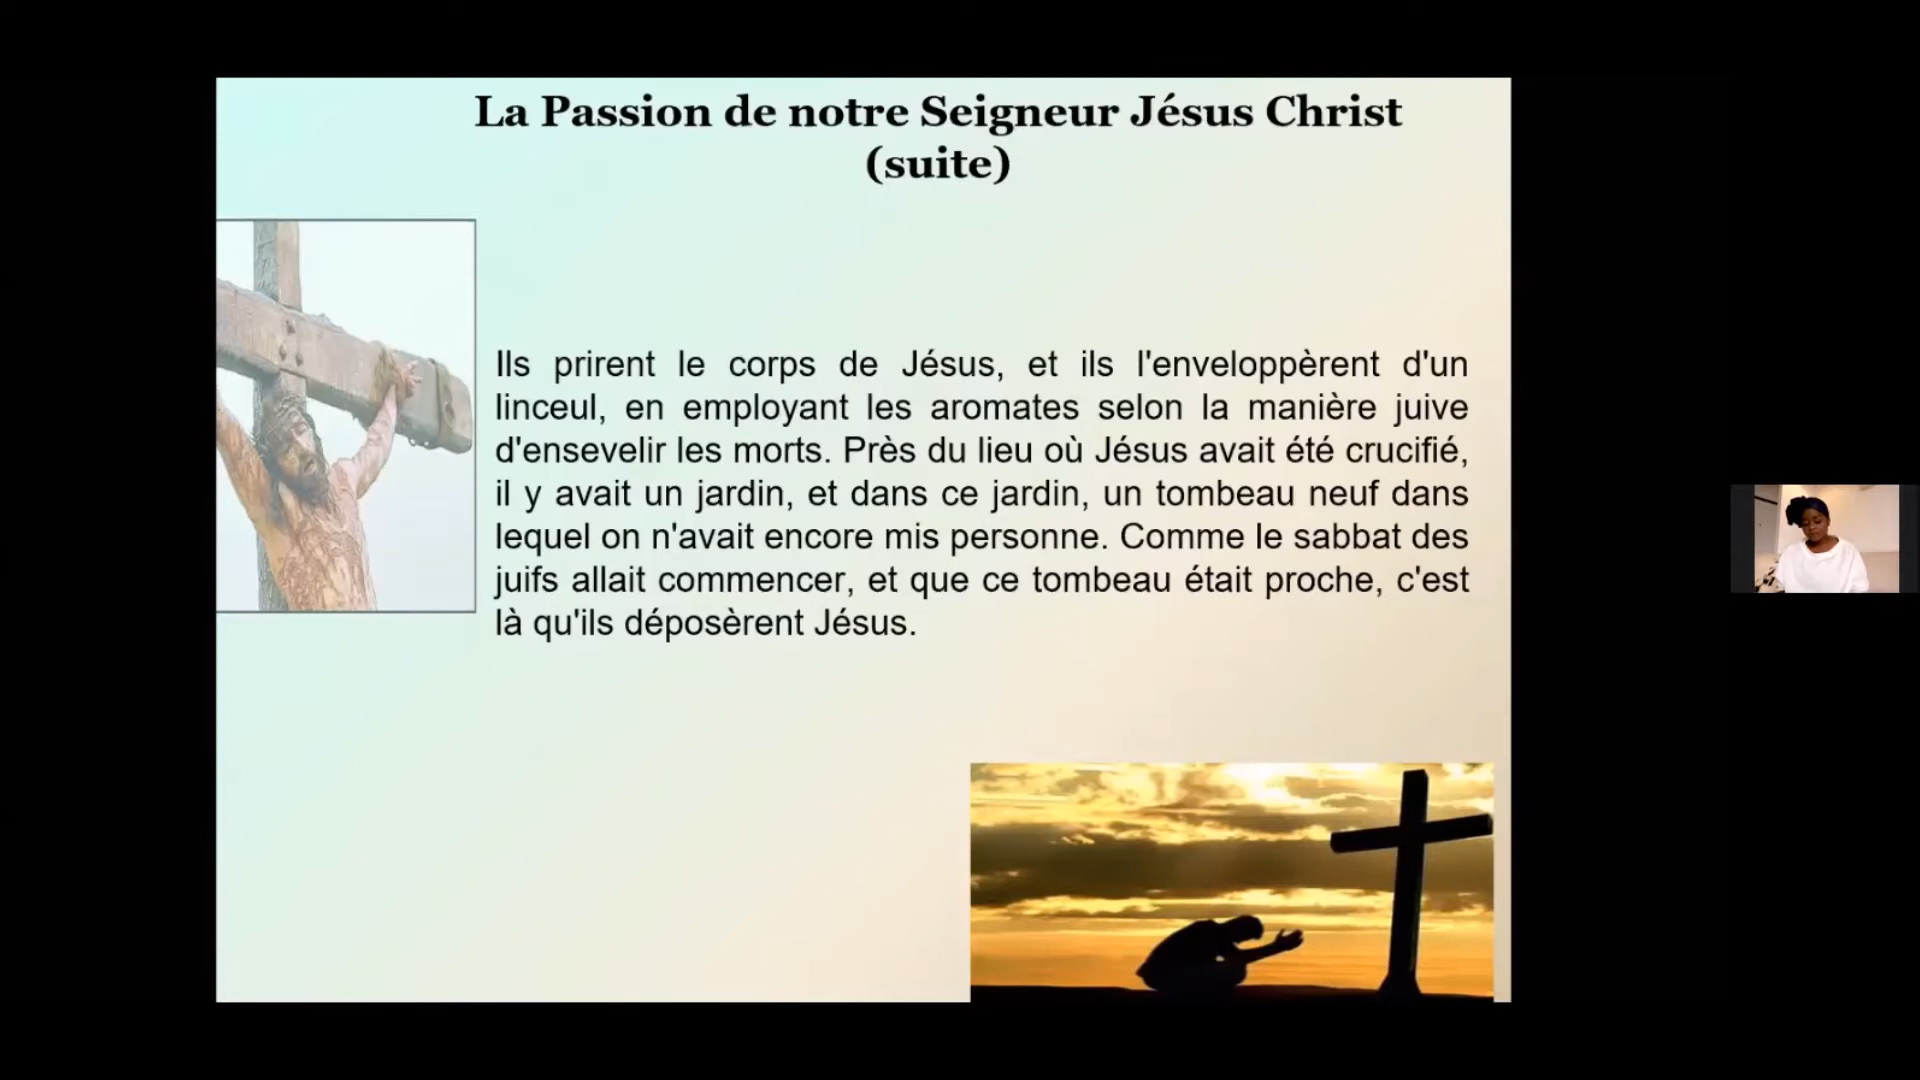 La Passion de notre Seigneur Jésus Christ
(suite)
Ils prirent le corps de Jésus, et ils l'enveloppèrent d'un
linceul, en employant les aromates selon la manière juive
d'ensevelir les morts. Près du lieu où Jésus avait été crucifié,
il y avait un jardin, et dans ce jardin, un tombeau neuf dans
lequel on n'avait encore mis personne. Comme le sabbat des
juifs allait commencer, et que ce tombeau était proche, c'est
là qu'ils déposèrent Jésus.